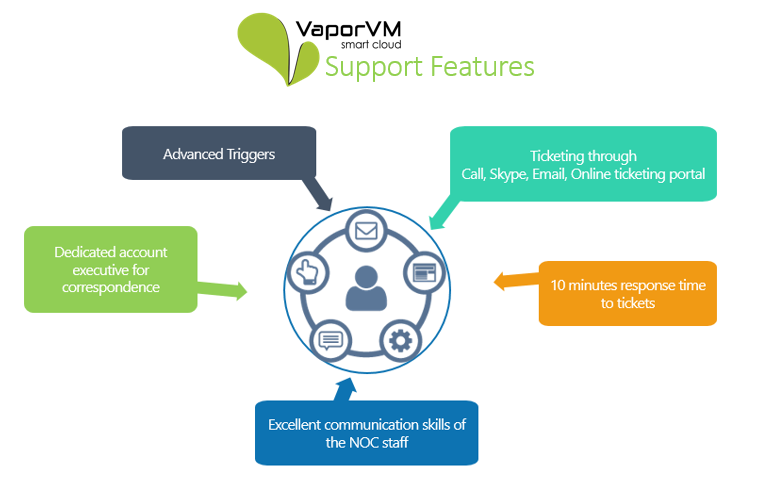 VaporVM
smart cloud
Support Features
Advanced Triggers
Ticketing through
Call, Skype, Email, Online ticketing portal
Dedicated account
executive for
correspondence
10 minutes response time
to tickets
Excellent communication skills of
the NOC staff